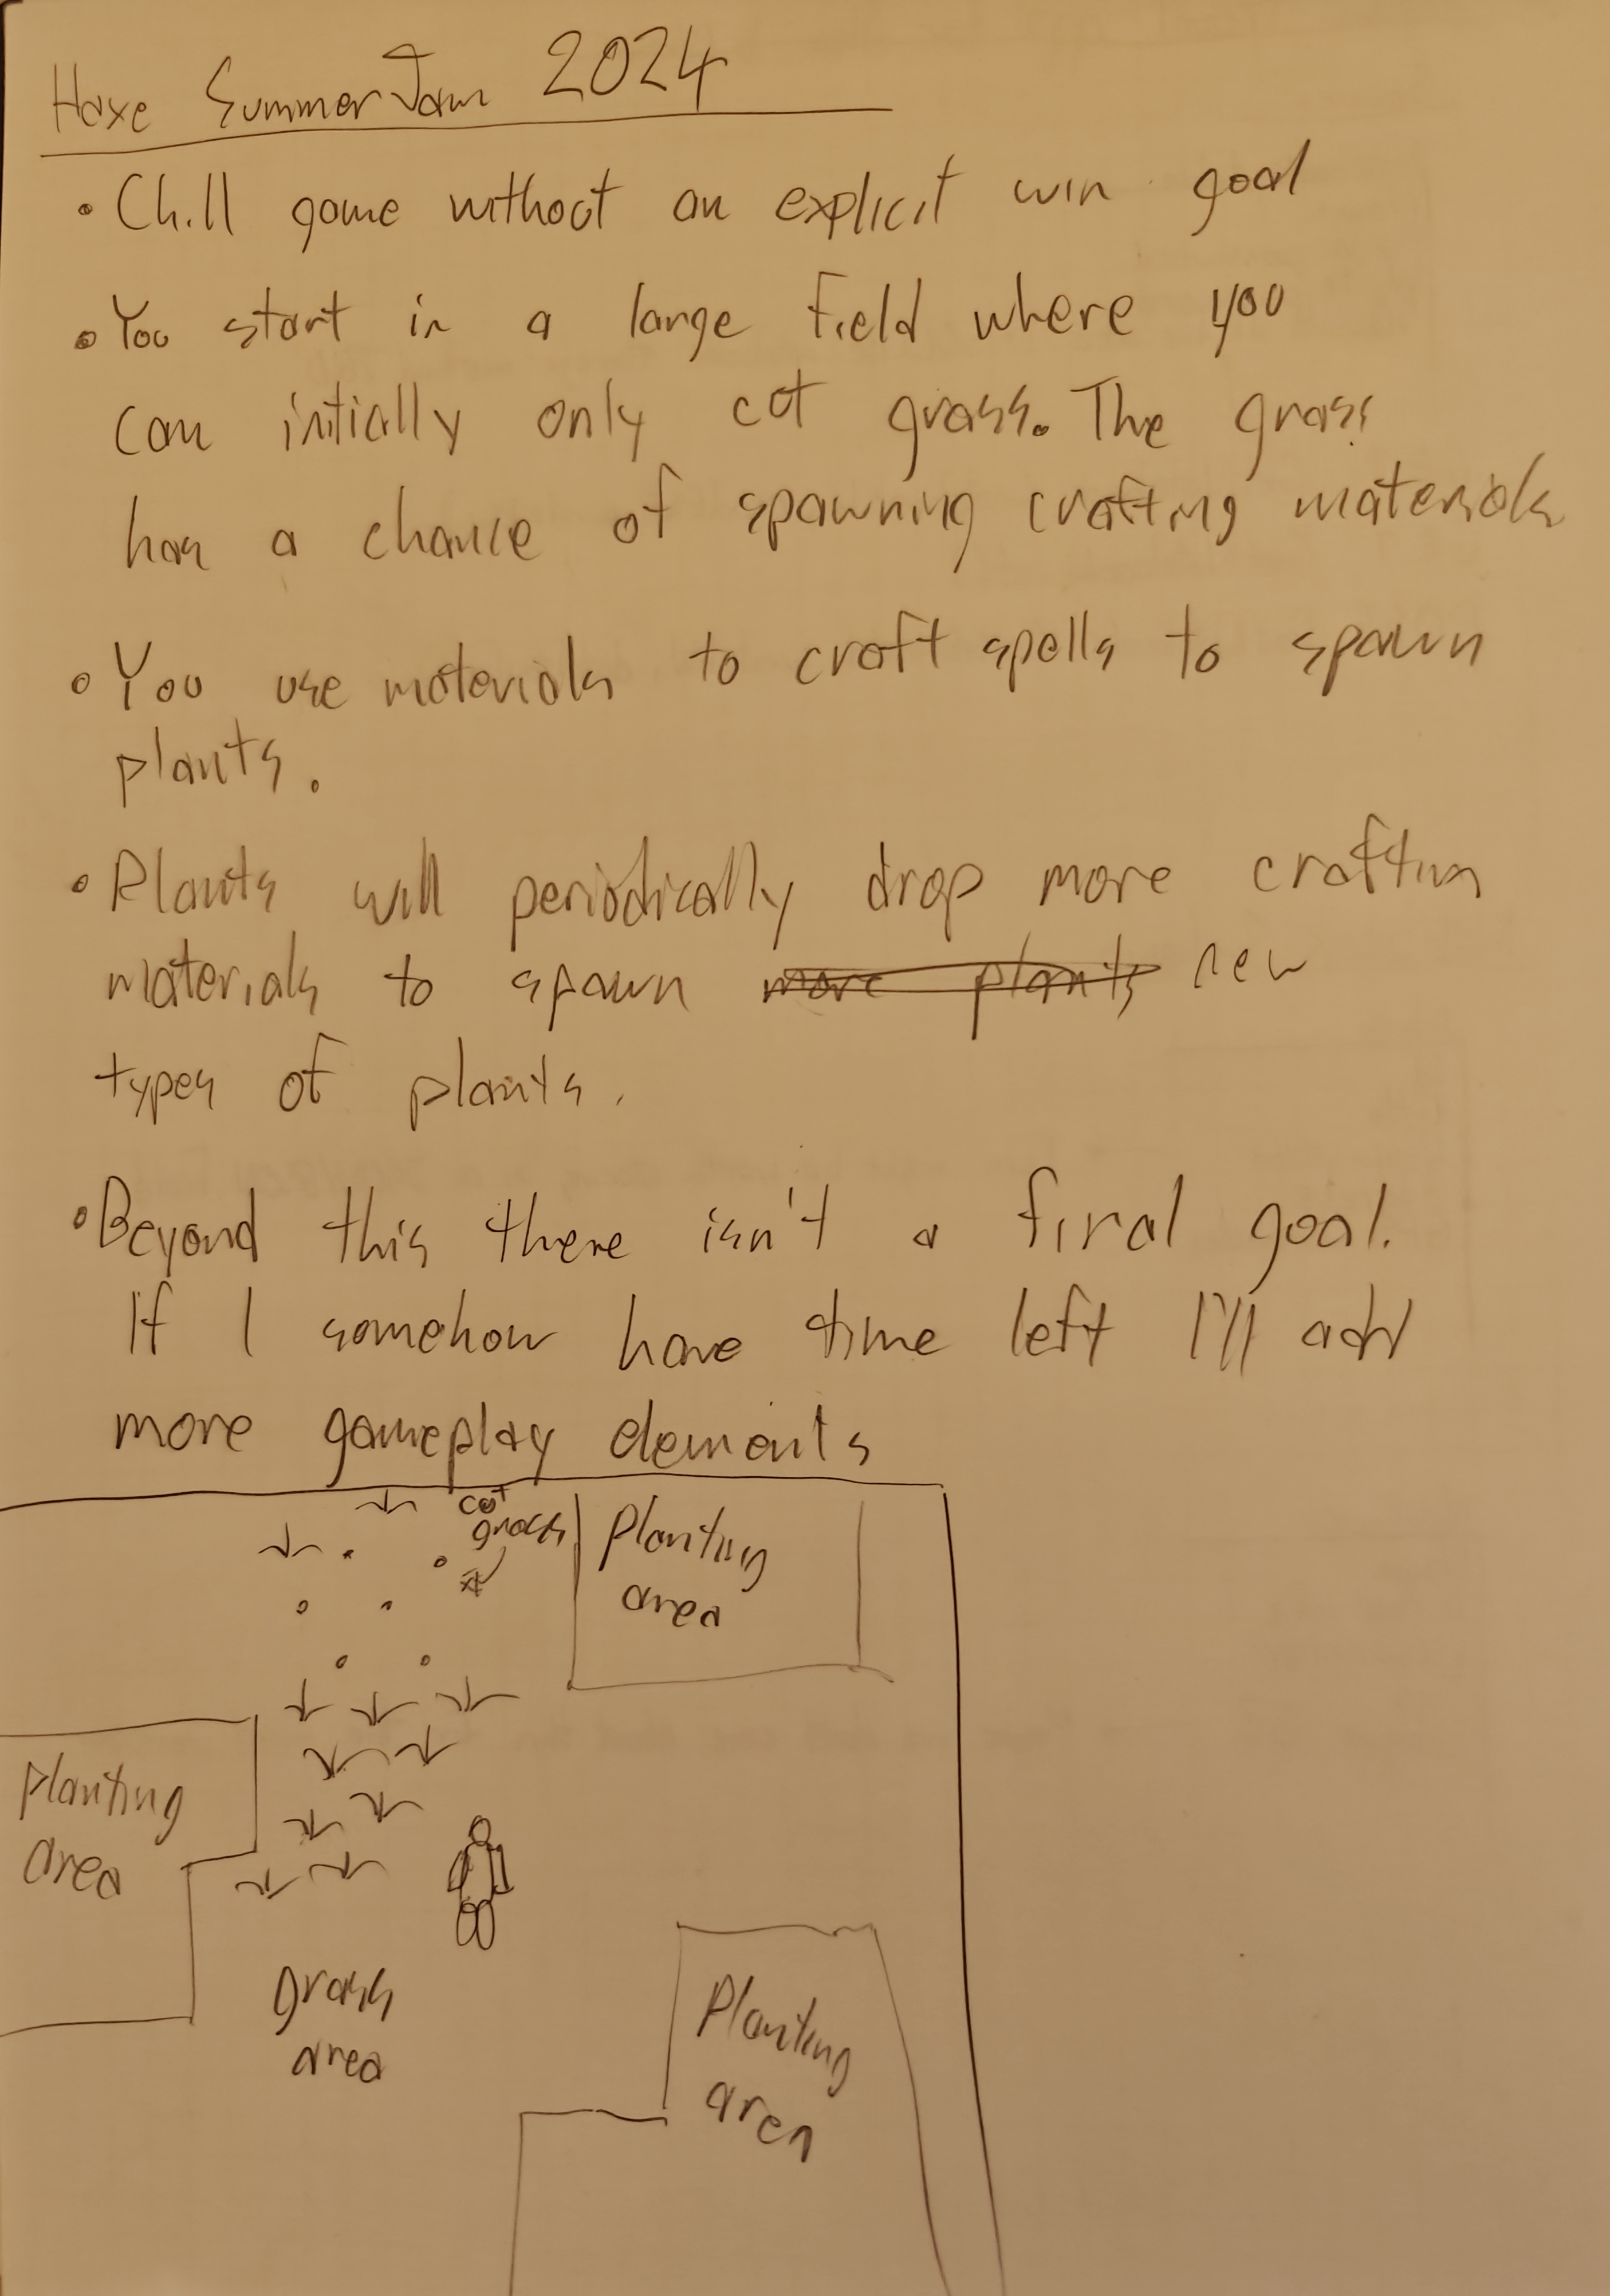 Haxe Summer Jam 2024
• Chill game without an explicit win goal
• You start in a large field where you
can initially only cut grass. The grass
has a chance of spawning crafting materials
• You use materials to craft spells to spawn
plants.
• Plants will periodically drop more craftin
materials to spawn more plants new
types of plants.
• Beyond this there isn't a final goal.
If I somehow have time left I'll add
more gameplay elements
cut
grass
Planting
area
Planting
area
grass
area
Planting
area